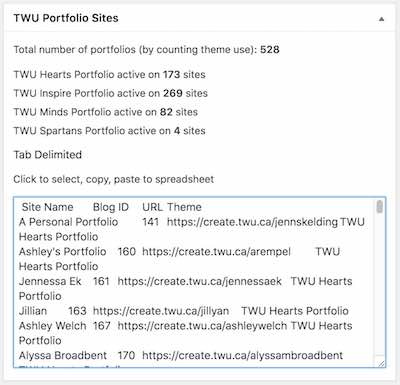 TWU Portfolio Sites
Total number of portfolios (by counting theme use): 528
TWU Hearts Portfolio active on 173 sites
TWU Inspire Portfolio active on 269 sites
TWU Minds Portfolio active on 82 sites
TWU Spartans Portfolio active on 4 sites
Tab Delimited
Click to select, copy, paste to spreadsheet
Site Name Blog ID URL Theme
A Personal Portfolio 141 https://create.twu.ca/jennskelding TWU
Hearts Portfolio
Ashley's Portfolio 160 https://create.twu.ca/arempel TWU
Hearts Portfolio
Jennessa Ek 161 https://create.twu.ca/jennessaek TWU Hearts
Portfolio
Jillian 163 https://create.twu.ca/jillyan TWU Hearts Portfolio
Ashley Welch 167 https://create.twu.ca/ashleywelch TWU Hearts
Portfolio
Alyssa Broadbent 170 https://create.twu.ca/alyssambroadbent
TWU Hearts Portfolio